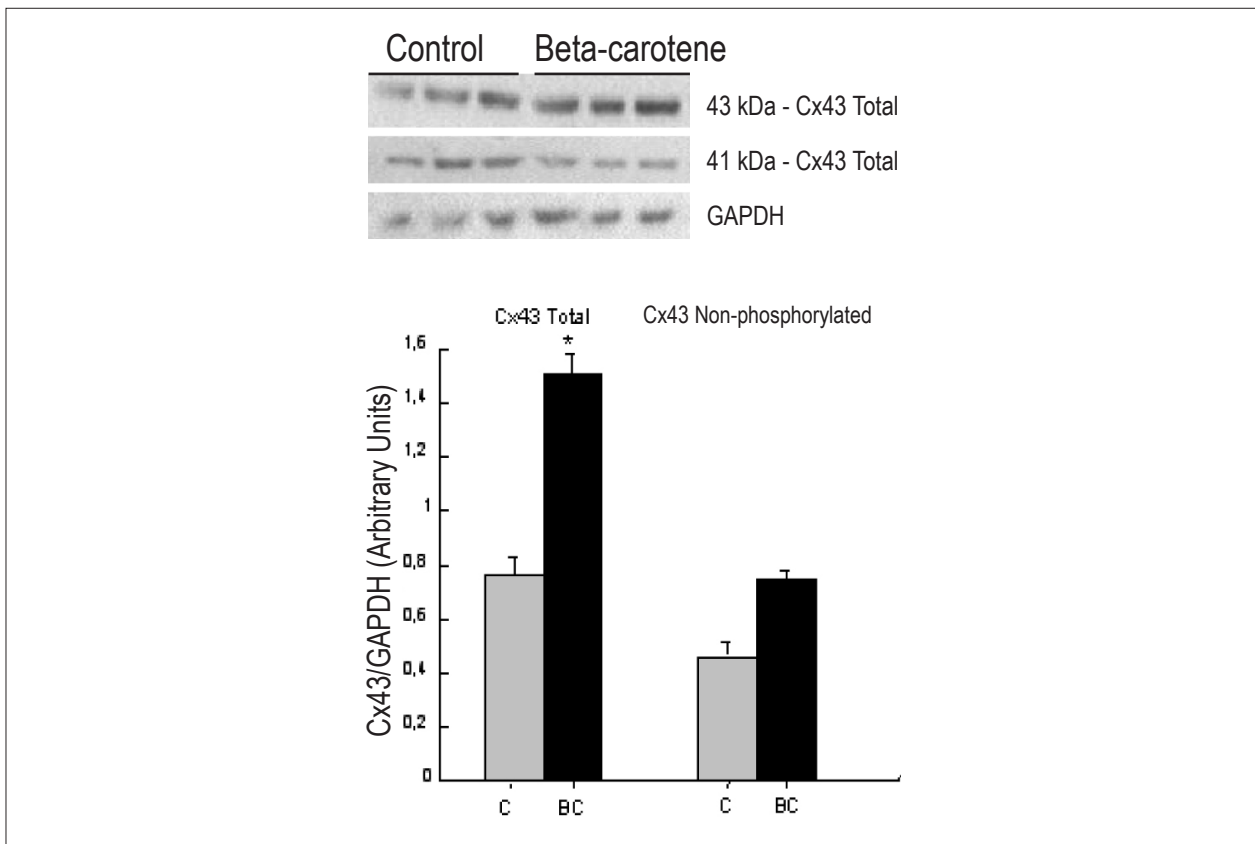 Control Beta-carotene
43 kDa - Cx43 Total
41 kDa - Cx43 Total
GAPDH
Cx43 Total Cx43 Non-phosphorylated
*
Cx43/GAPDH (Arbitrary Units)
1,6
1,4
1,2
1
0,8
0,6
0,4
0,2
0
C BC C BC